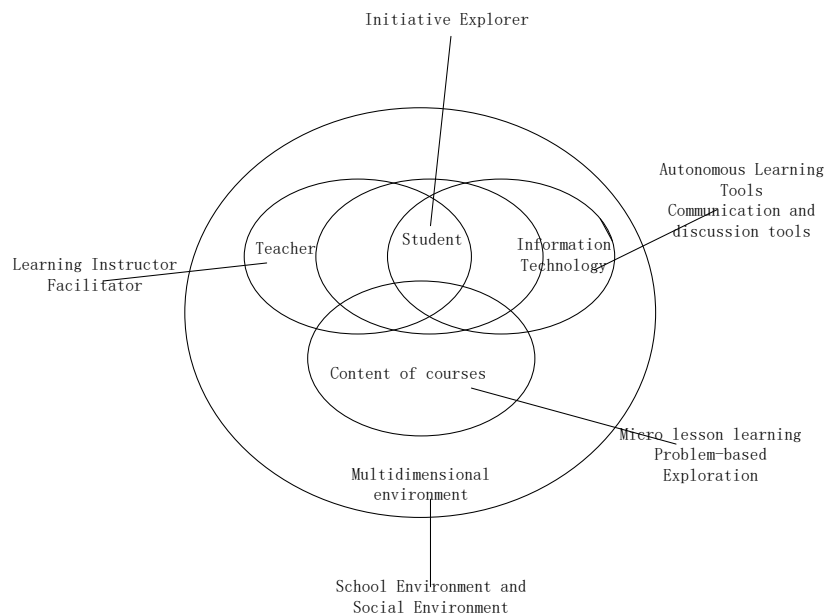 Initiative Explorer
Autonomous Learning
Tools
Communication and
discussion tools
Teacher
Student
Information
Technology
Learning Instructor
Facilitator
Content of courses
Micro lesson learning
Problem-based
Exploration
Multidimensional
environment
School Environment and
Social Environment